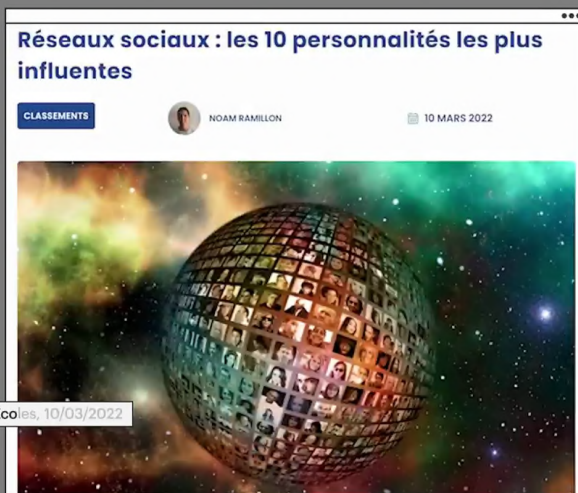 Réseaux sociaux : les 10 personnalités les plus
influentes
CLASSEMENTS
NOAM RAMILLON
10 MARS 2022
coles, 10/03/2022